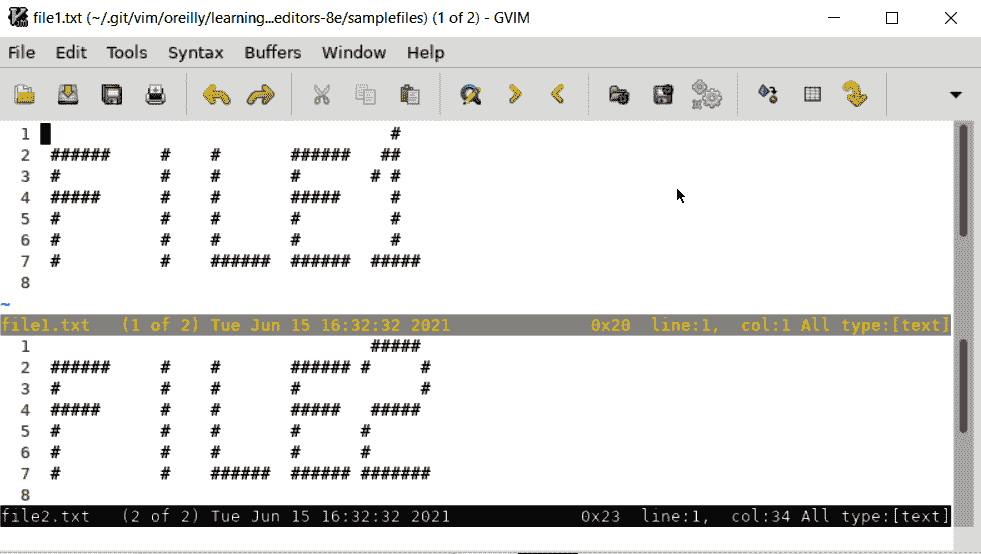 file1.txt (~/.git/vim/oreilly/learning...editors-8e/samplefiles) (1 of 2) - GVIM
File Edit Tools Syntax Buffers Window Help
1                                    #
2  ######     #    #       ######   ##
3  #          #    #       #       # #
4  #####      #    #       #####     #
5  #          #    #       #         #
6  #          #    #       #         #
7  #          #    ######  ######  #####
8
~
file1.txt   (1 of 2) Tue Jun 15 16:32:32 2021              0x20  line:1,  col:1 All type:[text]
1                                  #####
2  ######     #    #       ###### #     #
3  #          #    #       #            #
4  #####      #    #       #####   #####
5  #          #    #       #      #
6  #          #    #       #      #
7  #          #    ######  ###### #######
8
file2.txt   (2 of 2) Tue Jun 15 16:32:32 2021             0x23  line:1,  col:34 All type:[text]